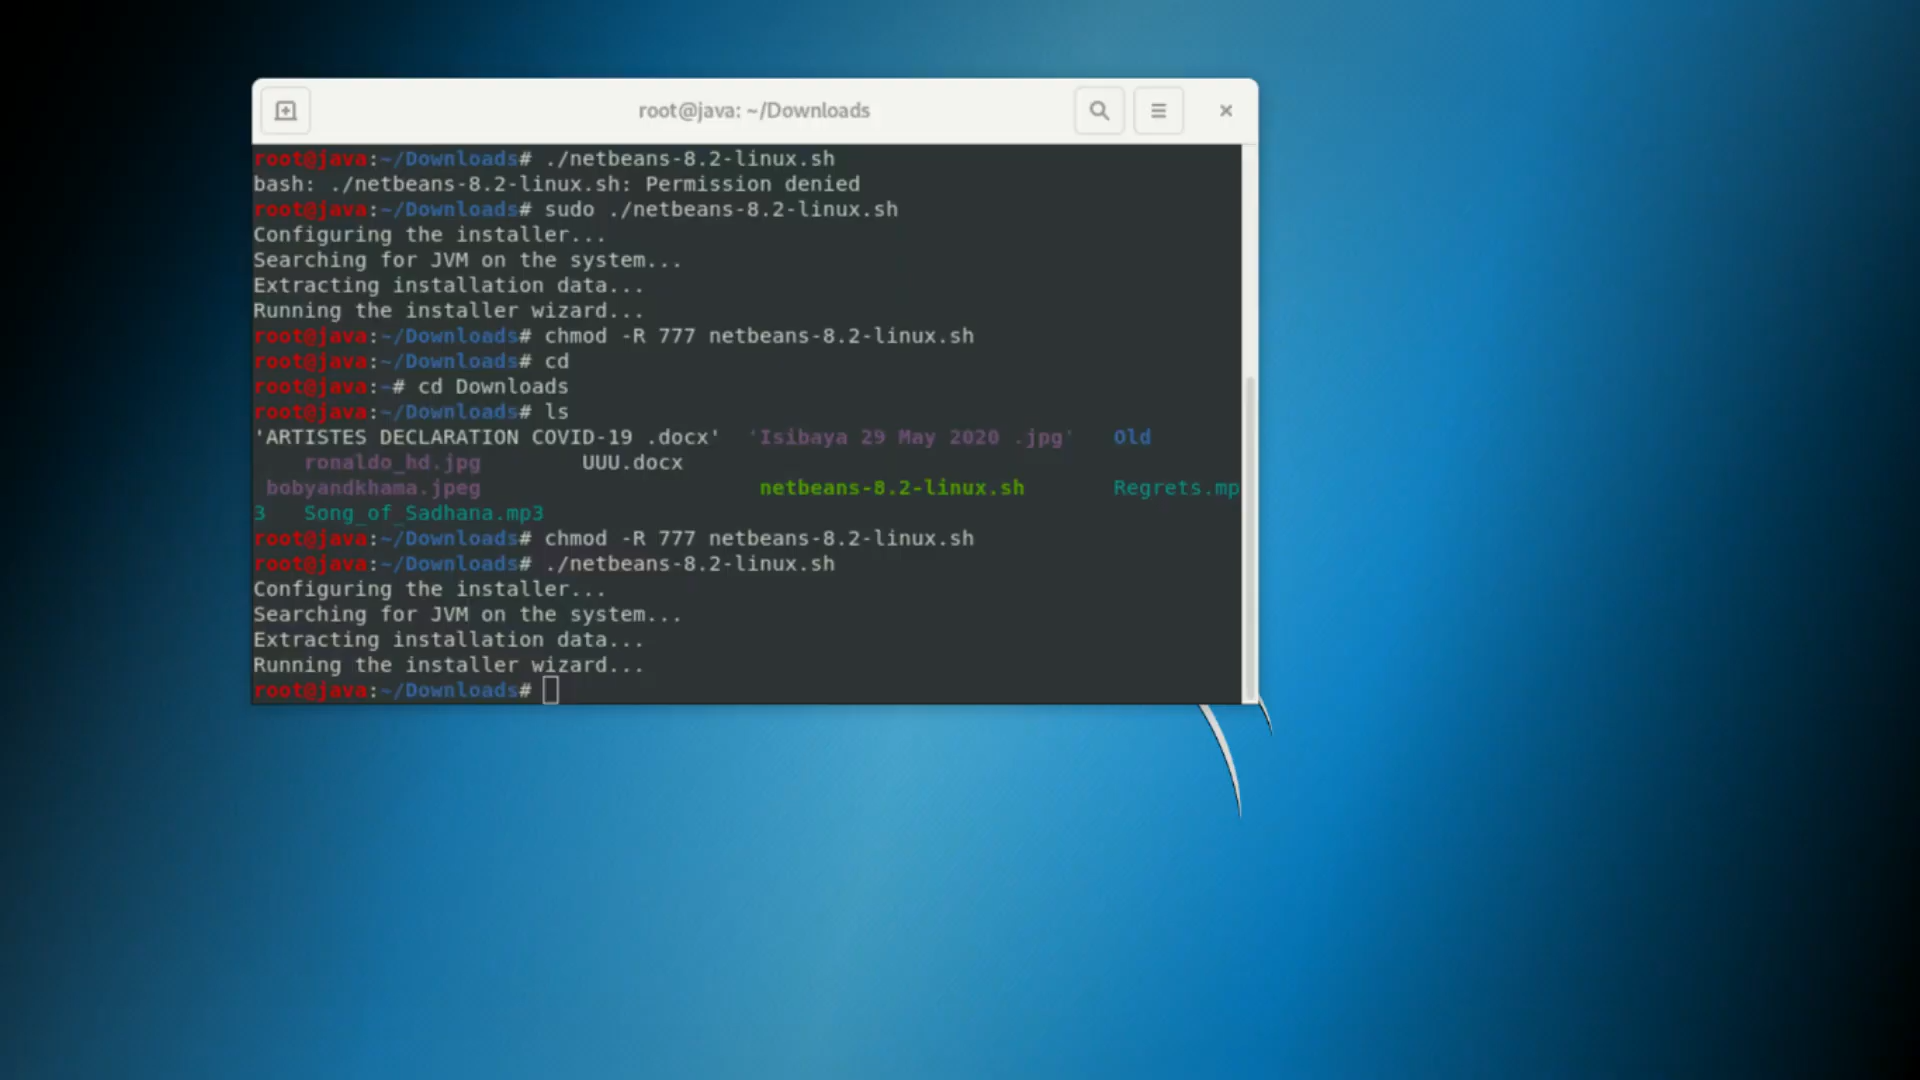 root@java: ~/Downloads
root@java:~/Downloads# ./netbeans-8.2-linux.sh
bash: ./netbeans-8.2-linux.sh: Permission denied
root@java:~/Downloads# sudo ./netbeans-8.2-linux.sh
Configuring the installer...
Searching for JVM on the system...
Extracting installation data...
Running the installer wizard...
root@java:~/Downloads# chmod -R 777 netbeans-8.2-linux.sh
root@java:~/Downloads# cd
root@java:~# cd Downloads
root@java:~/Downloads# ls
'ARTISTES DECLARATION COVID-19 .docx'  'Isibaya 29 May 2020 .jpg'   Old
    ronaldo_hd.jpg        UUU.docx
 bobyandkhama.jpeg                      netbeans-8.2-linux.sh       Regrets.mp
3   Song_of_Sadhana.mp3
root@java:~/Downloads# chmod -R 777 netbeans-8.2-linux.sh
root@java:~/Downloads# ./netbeans-8.2-linux.sh
Configuring the installer...
Searching for JVM on the system...
Extracting installation data...
Running the installer wizard...
root@java:~/Downloads#